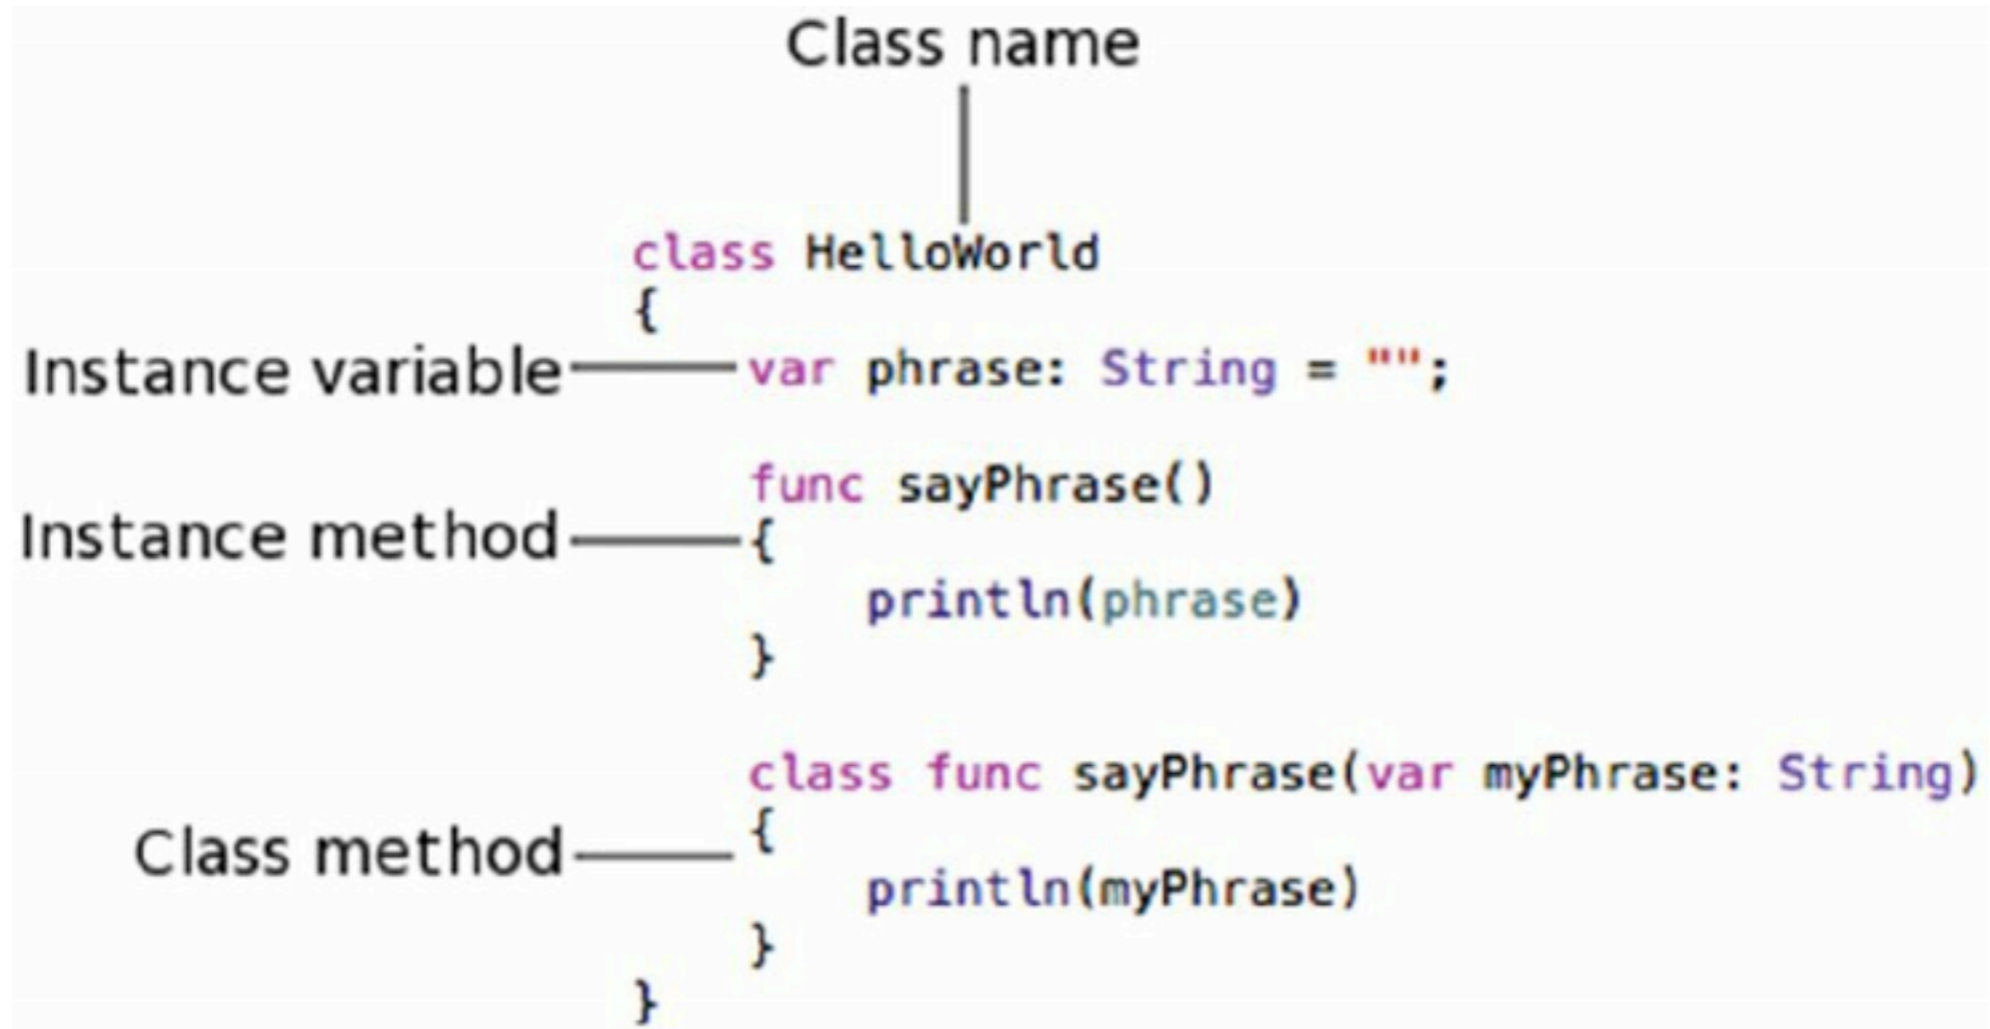 Class name
class HelloWorld
{
Instance variable
var phrase: String = "";
func sayPhrase()
Instance method
{
println(phrase)
}
class func sayPhrase(var myPhrase: String)
{
Class method
println(myPhrase)
}
}